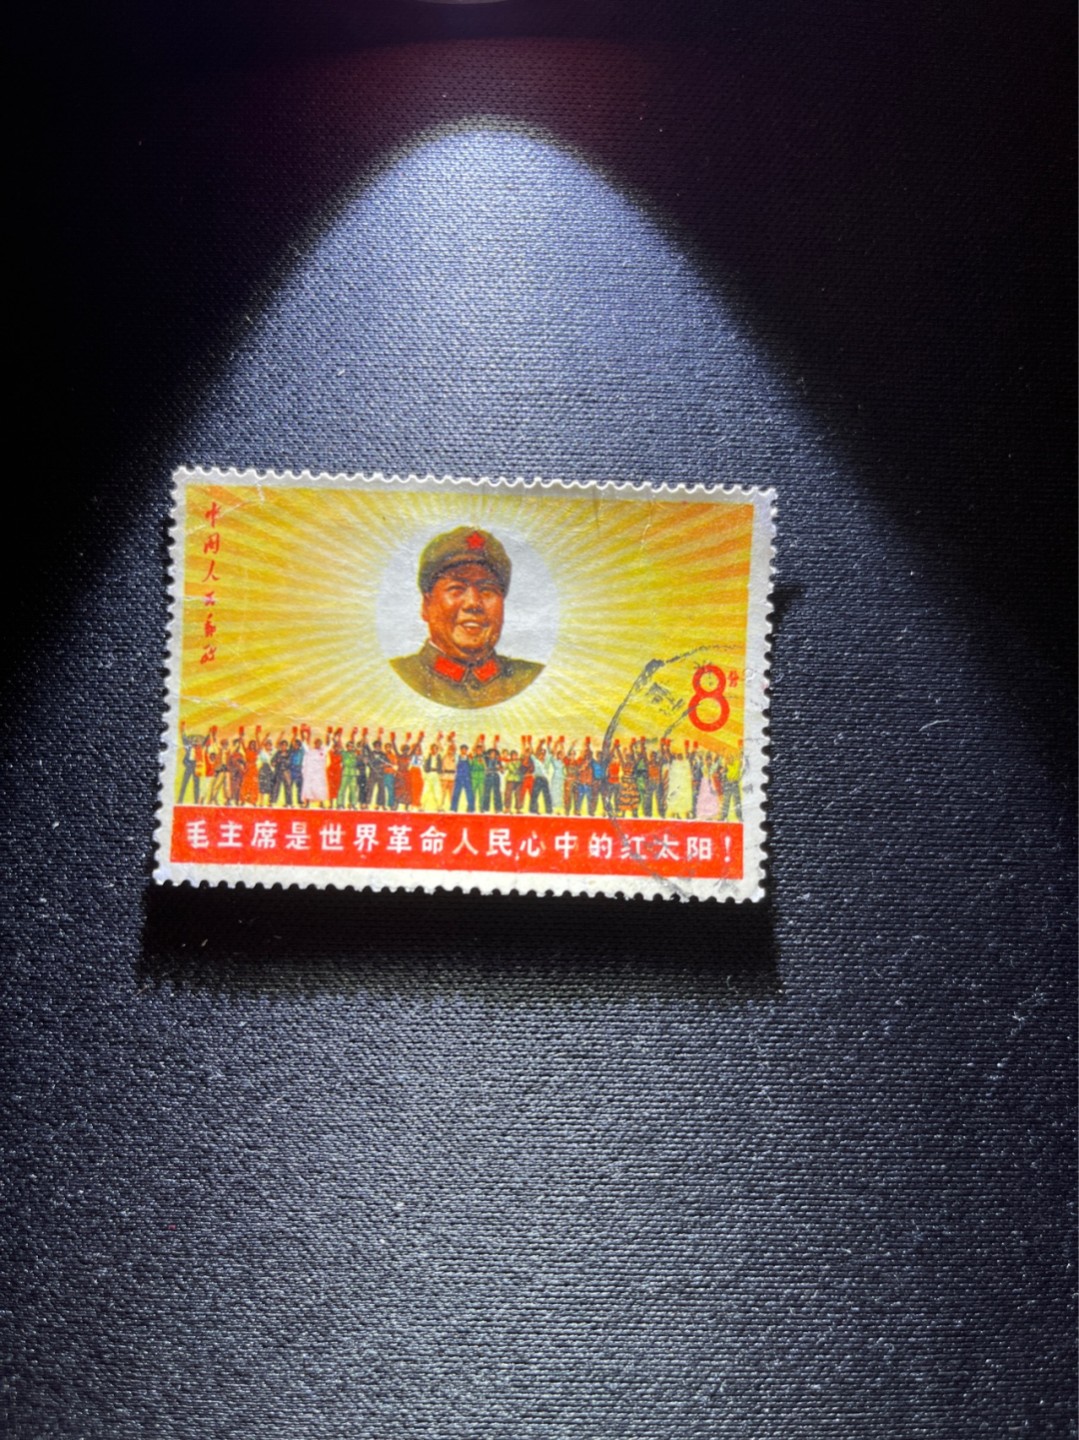 中国人民邮政
8分
毛主席是世界革命人民心中的红太阳！